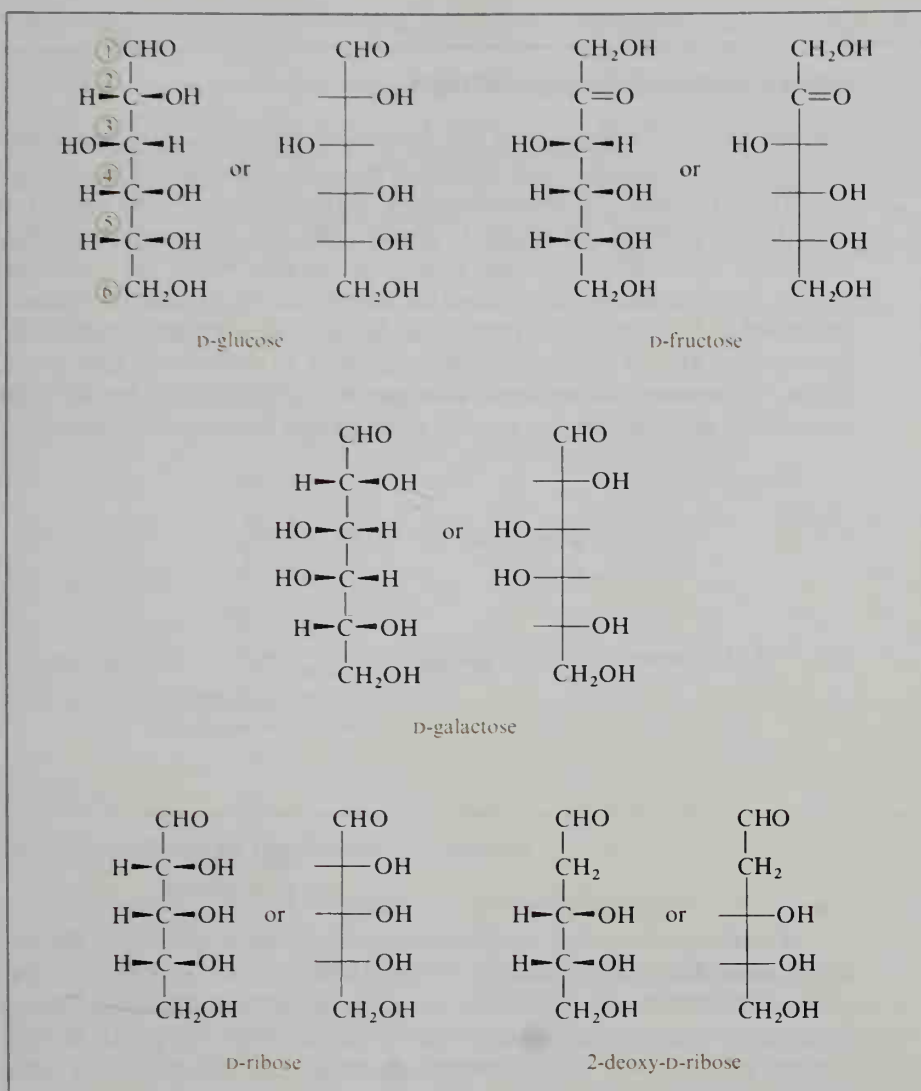 ① CHO CHO CH₂OH CH₂OH
②
H C OH OH C=O C=O
③
HO C H or HO HO C H or HO
④
H C OH OH H C OH OH
⑤
H C OH OH H C OH OH
⑥ CH₂OH CH₂OH CH₂OH CH₂OH
D-glucose D-fructose
CHO CHO
H C OH OH
HO C H or HO
HO C H HO
H C OH OH
CH₂OH CH₂OH
D-galactose
CHO CHO CHO CHO
H C OH OH CH₂ CH₂
H C OH or OH H C OH or OH
H C OH OH H C OH OH
CH₂OH CH₂OH CH₂OH CH₂OH
D-ribose 2-deoxy-D-ribose